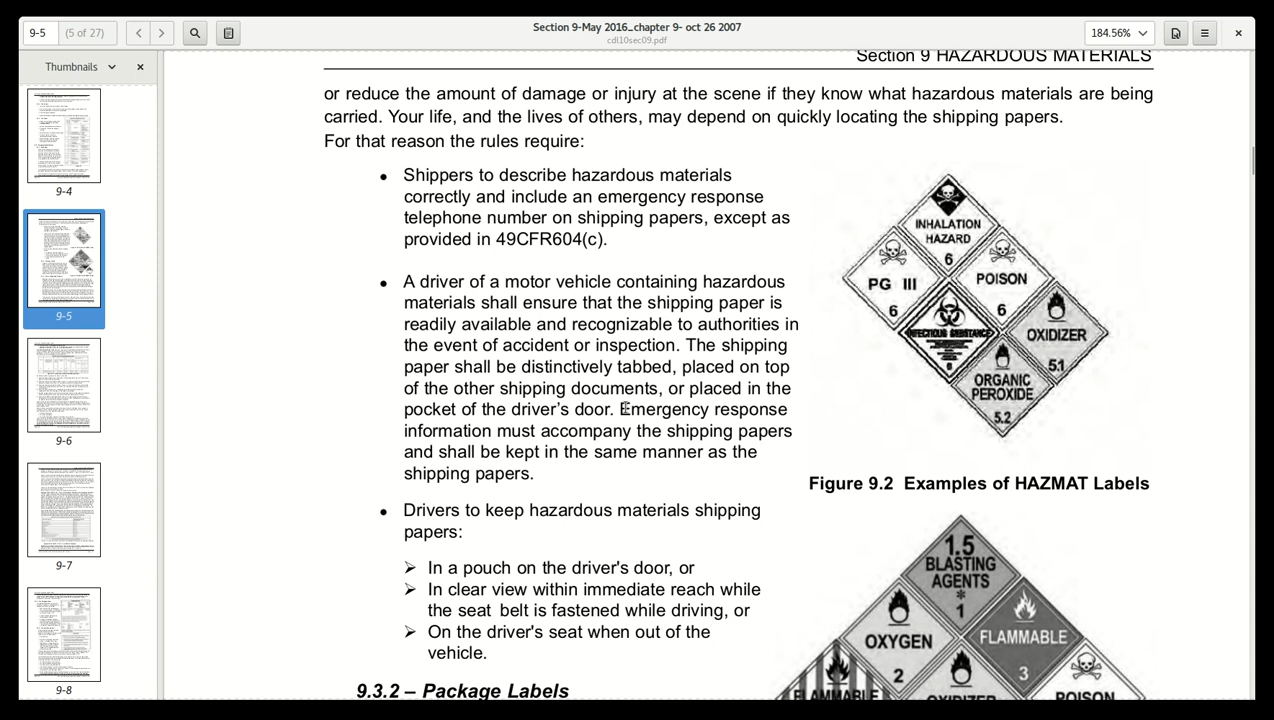 9-5 (5 of 27)
Section 9-May 2016_chapter 9- oct 26 2007
cdl10sec09.pdf
184.56%
Thumbnails
9-4
9-5
9-6
9-7
9-8
Section 9 HAZARDOUS MATERIALS
or reduce the amount of damage or injury at the scene if they know what hazardous materials are being
carried. Your life, and the lives of others, may depend on quickly locating the shipping papers.
For that reason the rules require:
• Shippers to describe hazardous materials
correctly and include an emergency response
telephone number on shipping papers, except as
provided in 49CFR604(c).
• A driver of a motor vehicle containing hazardous
materials shall ensure that the shipping paper is
readily available and recognizable to authorities in
the event of accident or inspection. The shipping
paper shall be distinctively tabbed, placed on top
of the other shipping documents, or placed in the
pocket of the driver's door. Emergency response
information must accompany the shipping papers
and shall be kept in the same manner as the
shipping papers.
• Drivers to keep hazardous materials shipping
papers:
➢ In a pouch on the driver's door, or
➢ In clear view within immediate reach while
the seat belt is fastened while driving, or
➢ On the driver's seat when out of the
vehicle.
9.3.2 – Package Labels
INHALATION
HAZARD
6
PG III
6
POISON
6
INFECTIOUS SUBSTANCE
6
OXIDIZER
5.1
ORGANIC
PEROXIDE
5.2
Figure 9.2 Examples of HAZMAT Labels
1.5
BLASTING
AGENTS
*
1
OXYGEN
2
FLAMMABLE
3
FLAMMABLE
OXIDIZER
POISON